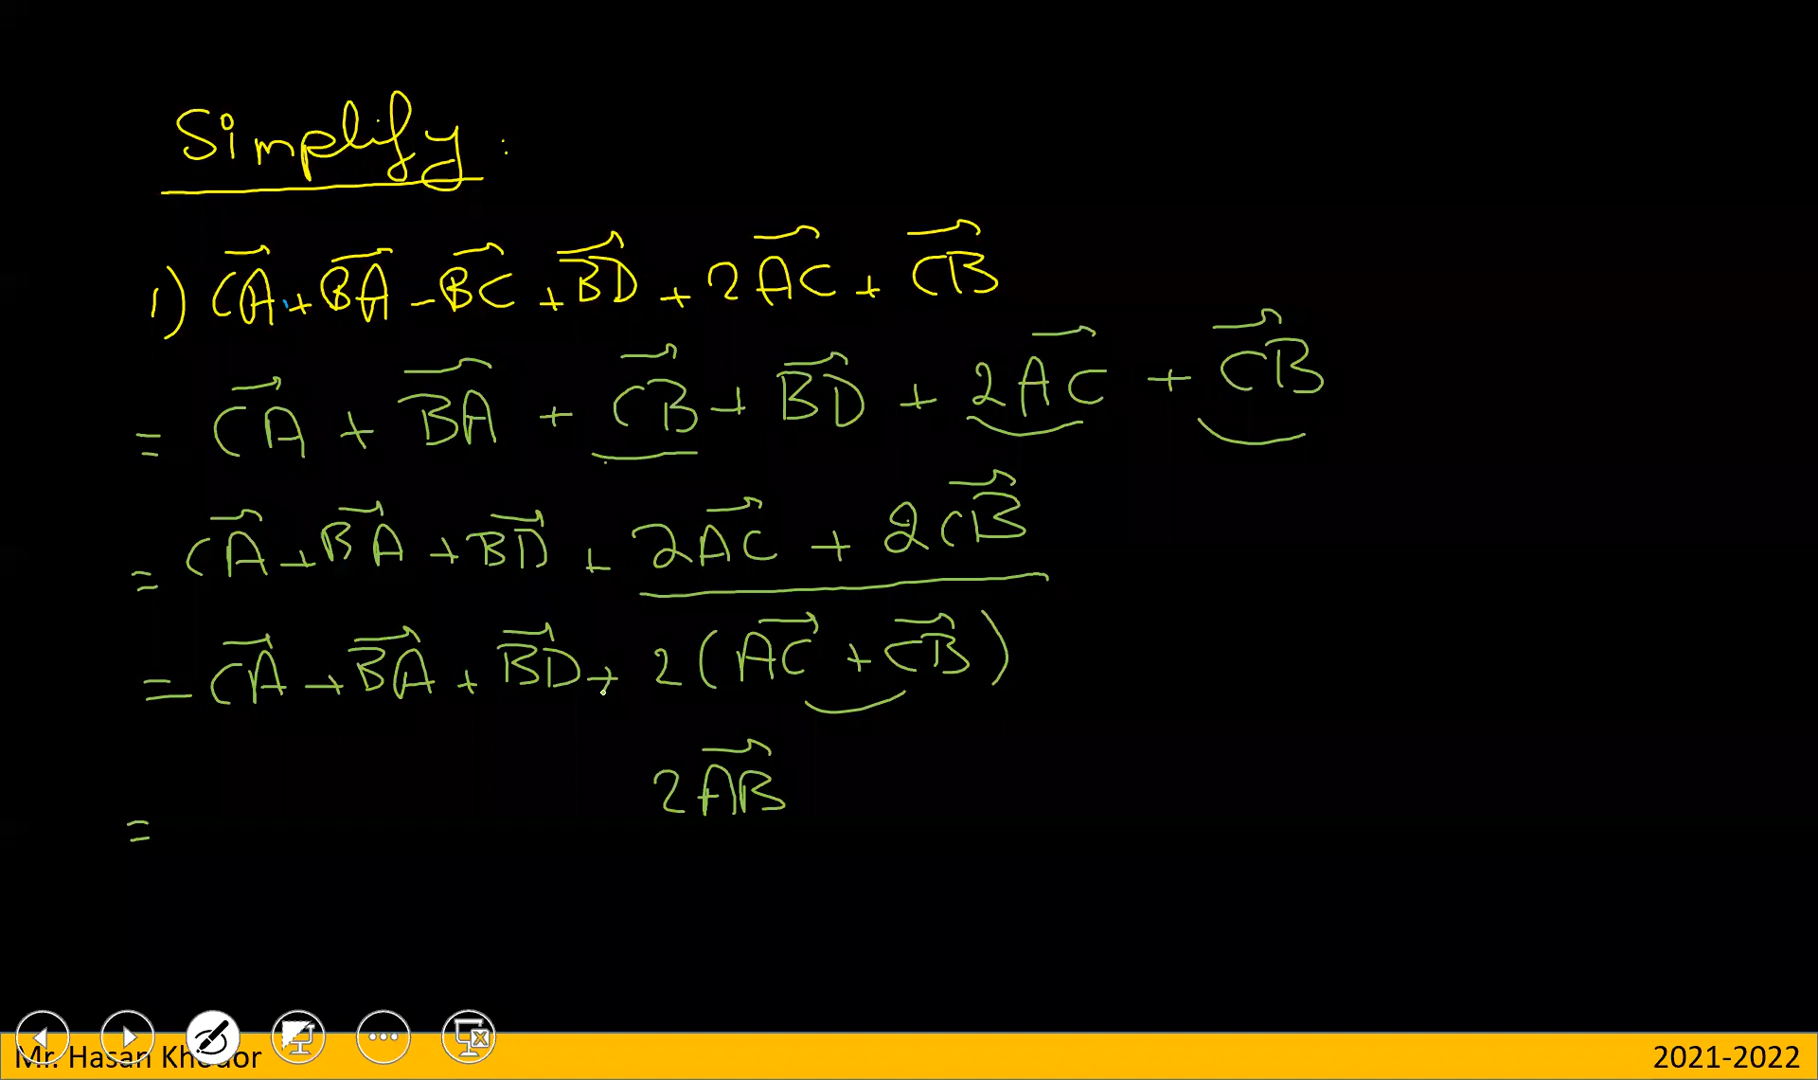 Simplify :
1) CA⃗ + BA⃗ - BC⃗ + BD⃗ + 2AC⃗ + CB⃗
= CA⃗ + BA⃗ + CB⃗ + BD⃗ + 2AC⃗ + CB⃗
= CA⃗ + BA⃗ + BD⃗ + 2AC⃗ + 2CB⃗
= CA⃗ + BA⃗ + BD⃗ + 2(AC⃗ + CB⃗)
2AB⃗
=
Mr. Hasan Khodor
2021-2022